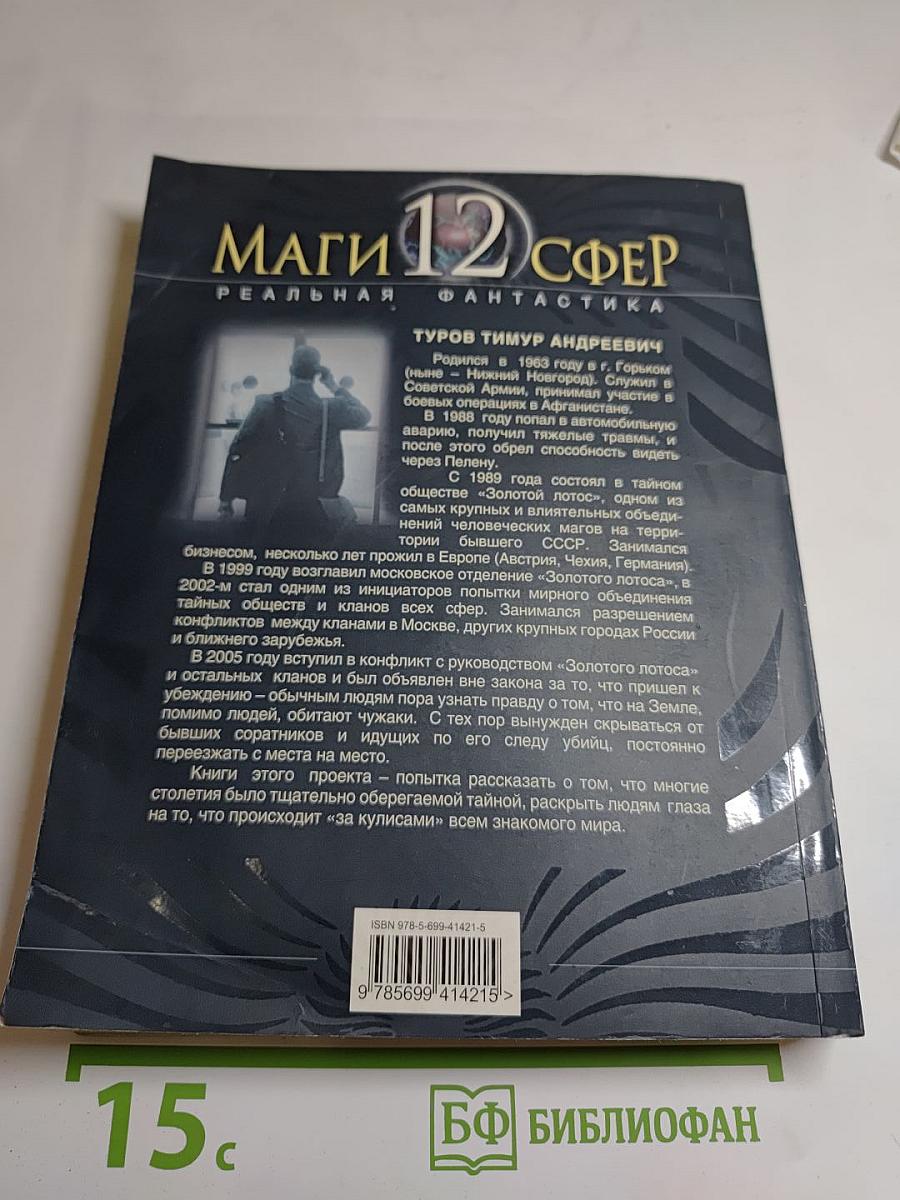 МАГИ 12 СФЕР
РЕАЛЬНАЯ ФАНТАСТИКА
ТУРОВ ТИМУР АНДРЕЕВИЧ
Родился в 1963 году в г. Горьком
(ныне – Нижний Новгород). Служил в
Советской Армии, принимал участие в
боевых операциях в Афганистане.
В 1988 году попал в автомобильную
аварию, получил тяжелые травмы, и
после этого обрел способность видеть
через Пелену.
С 1989 года состоял в тайном
обществе «Золотой лотос», одном из
самых крупных и влиятельных объеди-
нений человеческих магов на терри-
тории бывшего СССР. Занимался
бизнесом, несколько лет прожил в Европе (Австрия, Чехия, Германия).
В 1999 году возглавил московское отделение «Золотого лотоса», в
2002-м стал одним из инициаторов попытки мирного объединения
тайных обществ и кланов всех сфер. Занимался разрешением
конфликтов между кланами в Москве, других крупных городах России
и ближнего зарубежья.
В 2005 году вступил в конфликт с руководством «Золотого лотоса»
и остальных кланов и был объявлен вне закона за то, что пришел к
убеждению – обычным людям пора узнать правду о том, что на Земле,
помимо людей, обитают чужаки. С тех пор вынужден скрываться от
бывших соратников и идущих по его следу убийц, постоянно
переезжать с места на место.
Книги этого проекта – попытка рассказать о том, что многие
столетия было тщательно оберегаемой тайной, раскрыть людям глаза
на то, что происходит «за кулисами» всем знакомого мира.
ISBN 978-5-699-41421-5
9 785699 414215 >
15 с
БФ БИБЛИОФАН